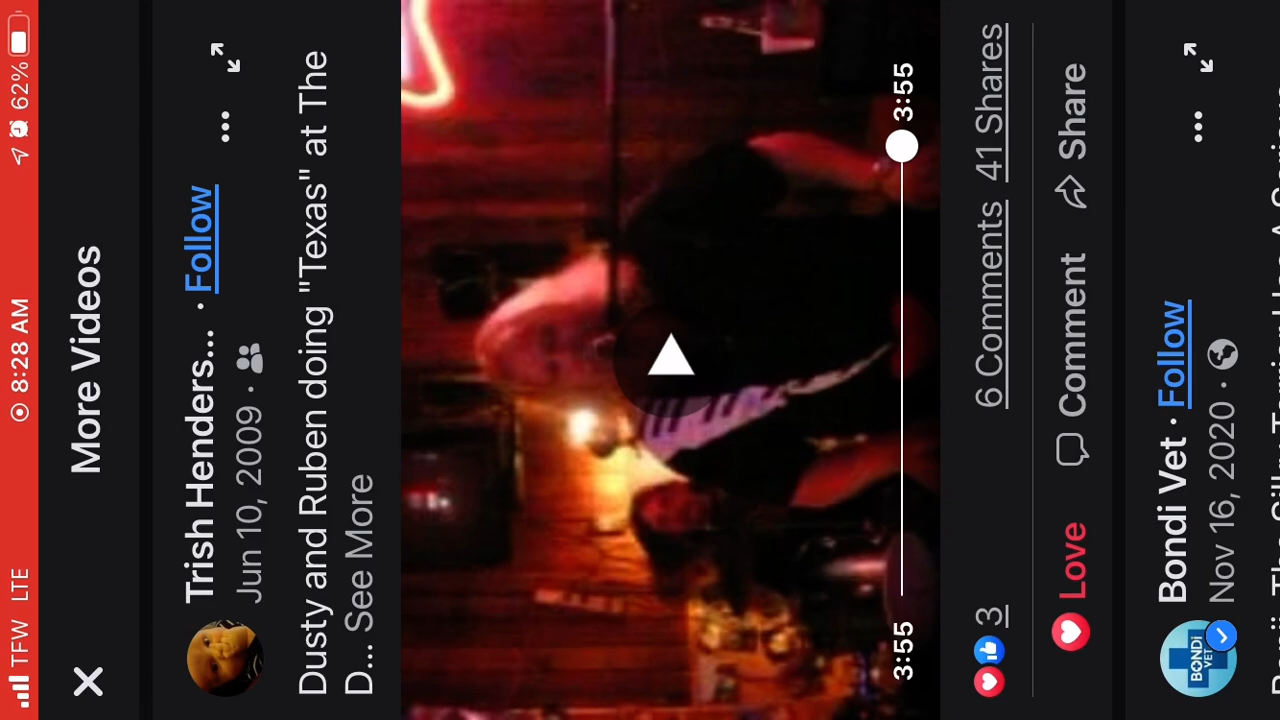 TFW LTE 8:28 AM 62%
More Videos
Trish Henders... · Follow
Jun 10, 2009 ·
Dusty and Ruben doing "Texas" at The
D... See More
3:55 3:55
3 6 Comments 41 Shares
Love Comment Share
Bondi Vet · Follow
BONDI
VET
Nov 16, 2020 ·